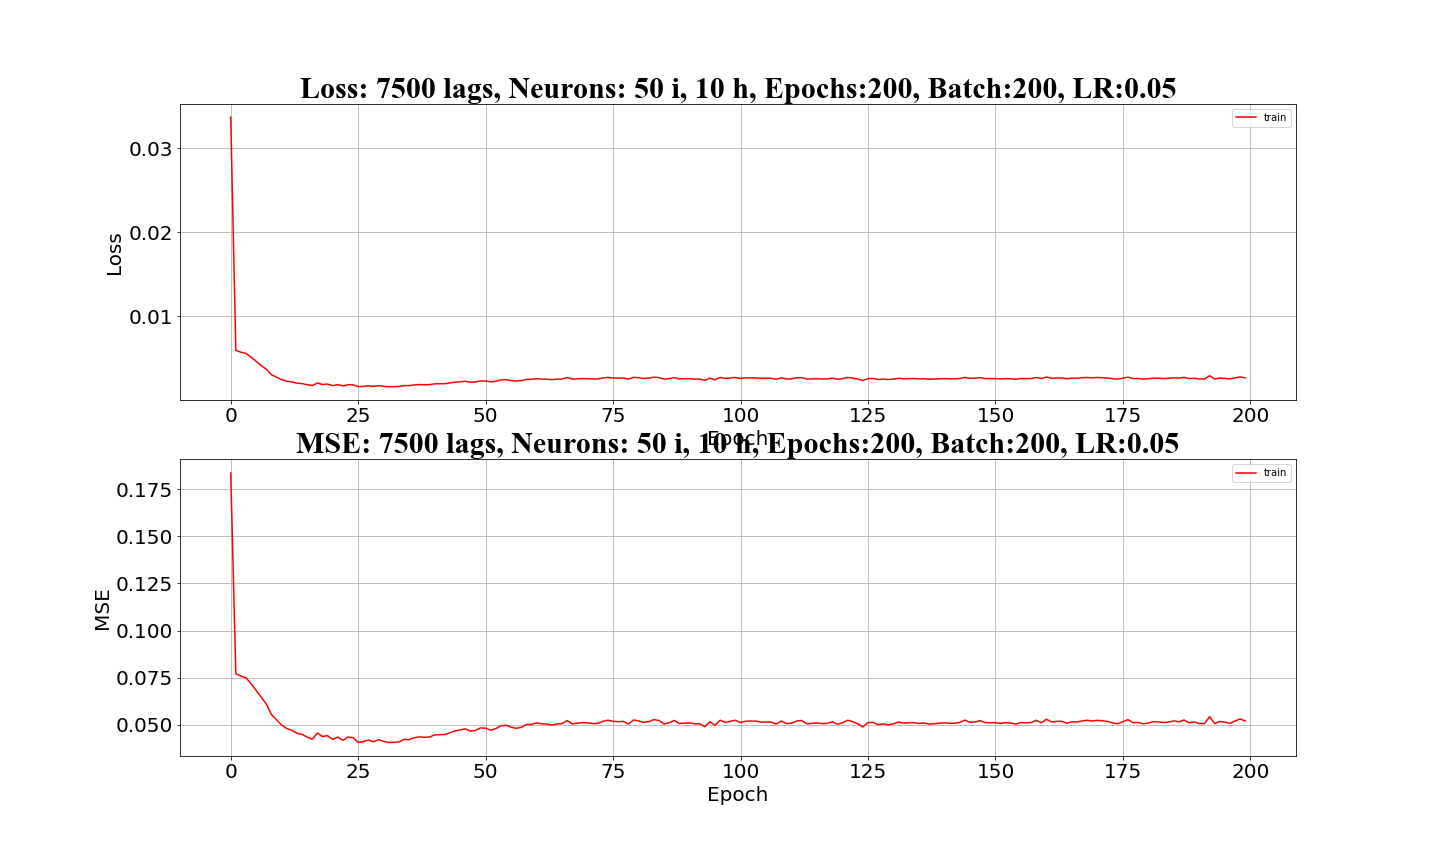 Loss: 7500 lags, Neurons: 50 i, 10 h, Epochs:200, Batch:200, LR:0.05
train
0.03
0.02
0.01
Loss
0 25 50 75 100 125 150 175 200
Epoch
MSE: 7500 lags, Neurons: 50 i, 10 h, Epochs:200, Batch:200, LR:0.05
train
0.175
0.150
0.125
0.100
0.075
0.050
MSE
0 25 50 75 100 125 150 175 200
Epoch